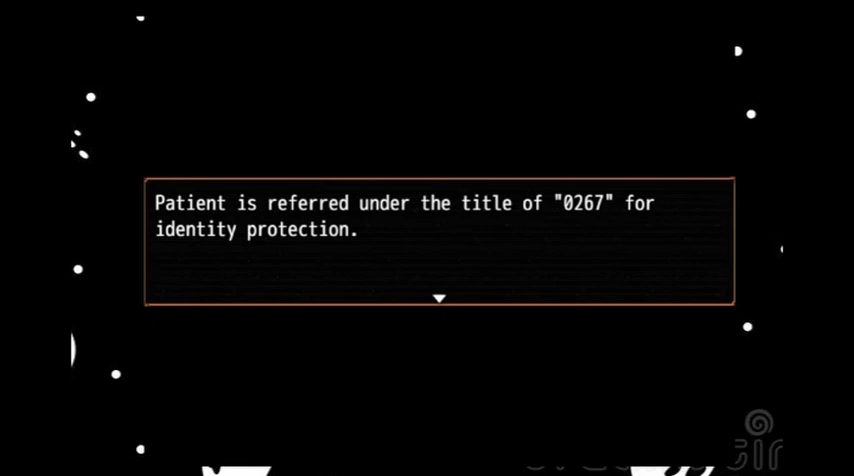 Patient is referred under the title of "0267" for
identity protection.